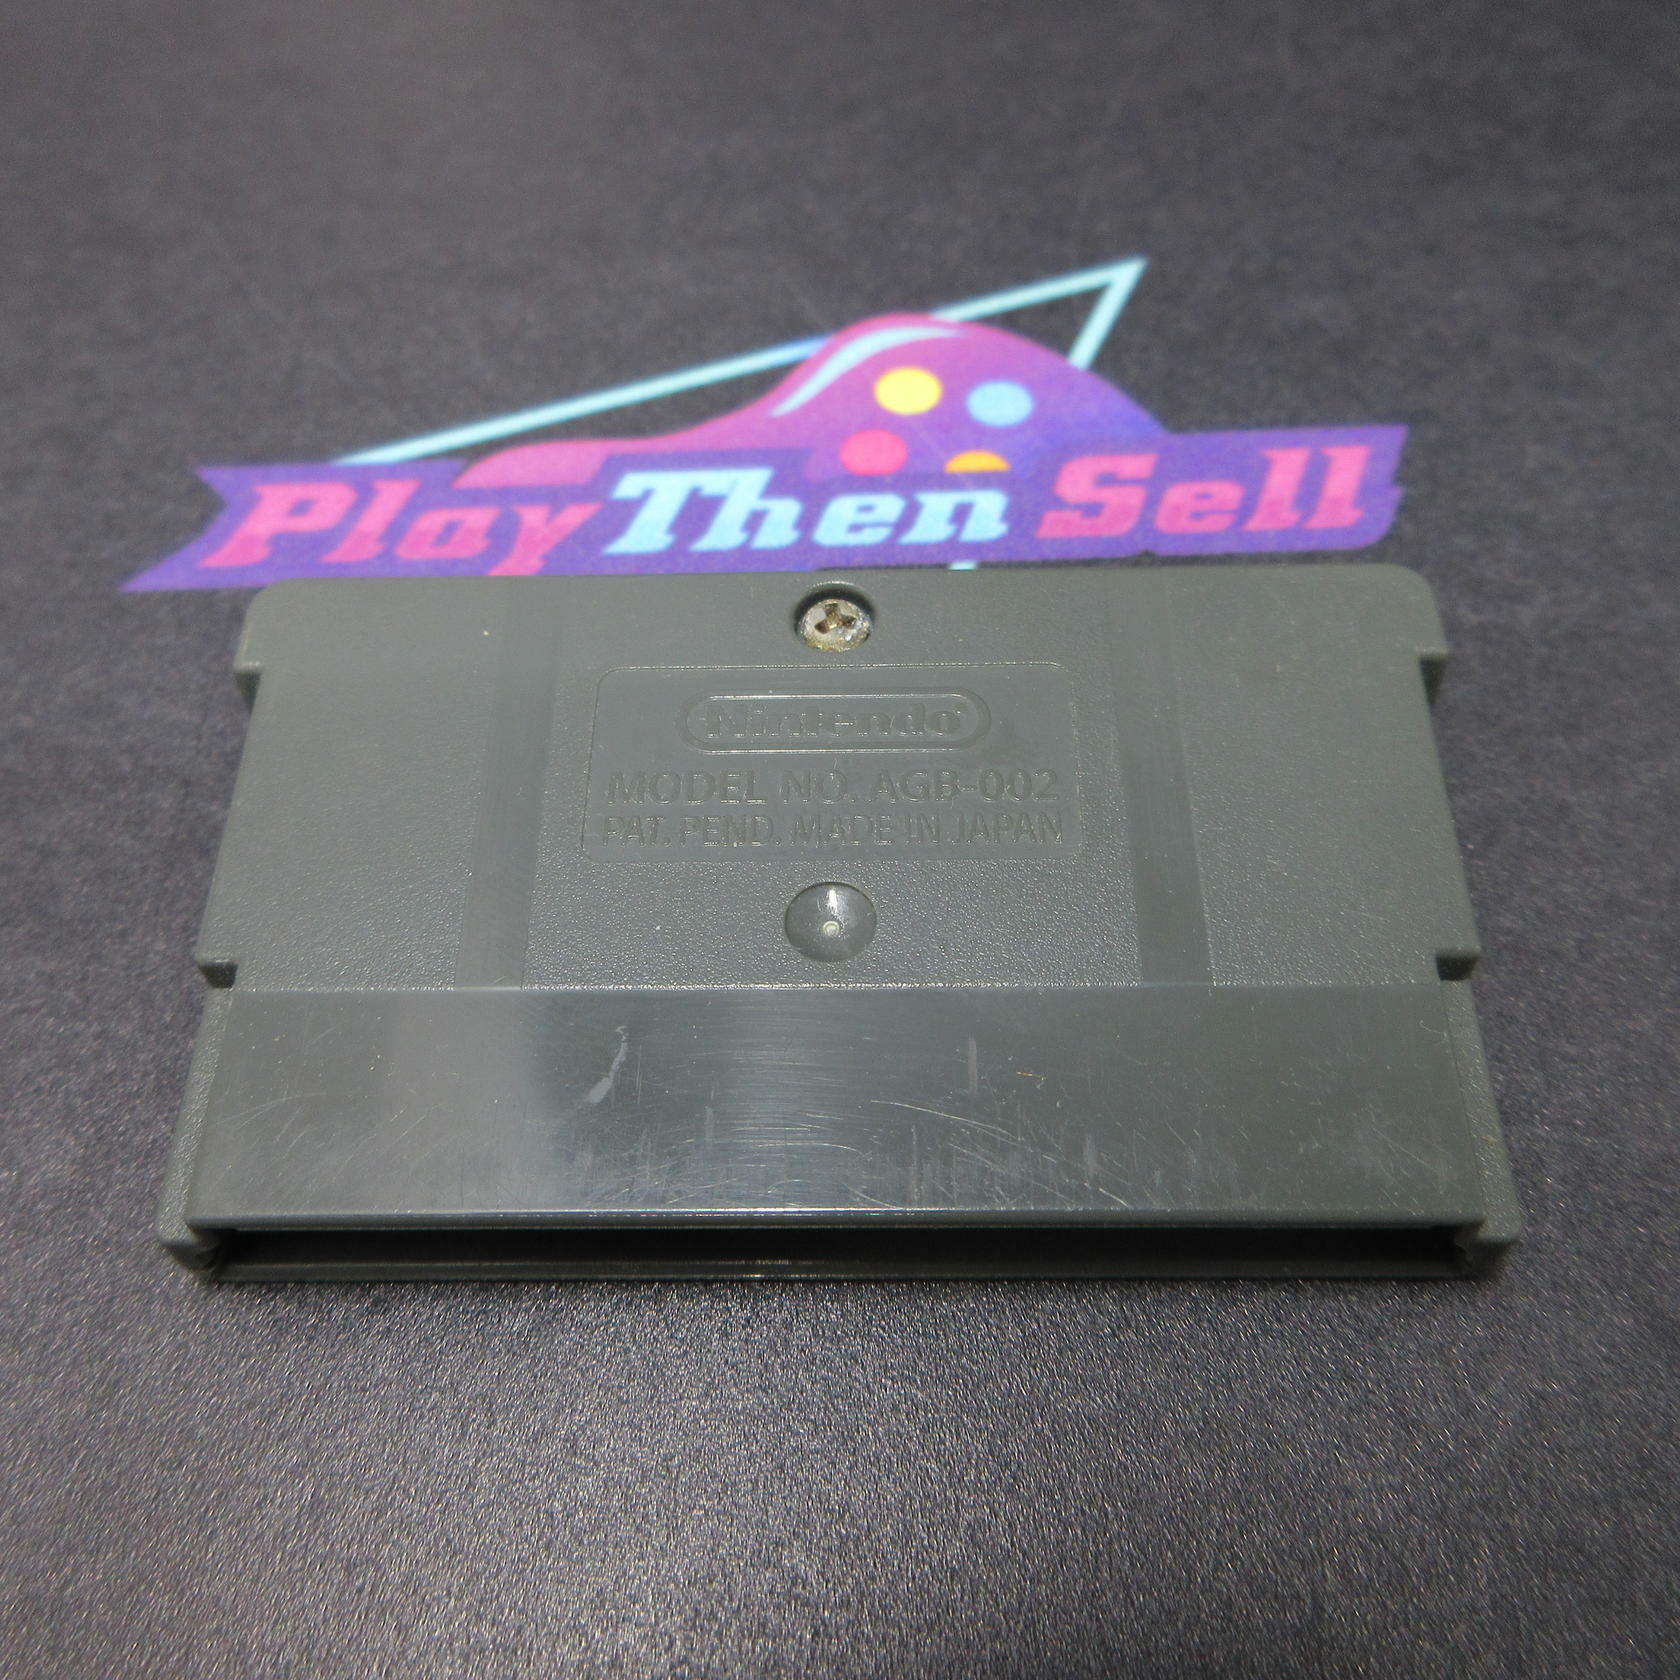 Play Then Sell
Nintendo
MODEL NO. AGB-002
PAT. PEND. MADE IN JAPAN